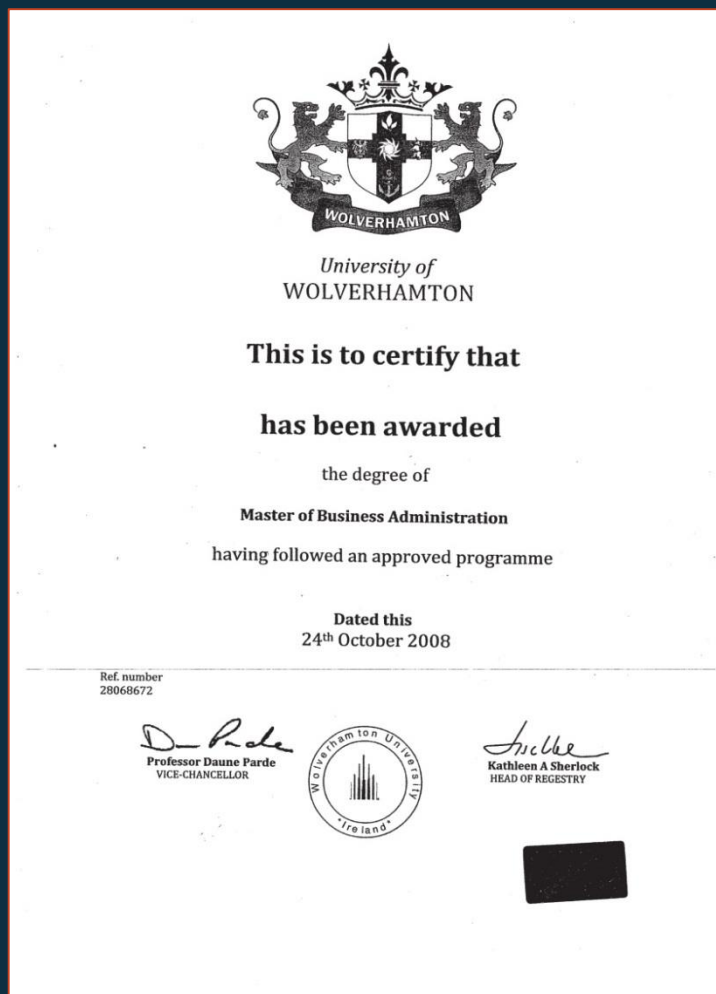 WOLVERHAMTON
University of
WOLVERHAMTON
This is to certify that
has been awarded
the degree of
Master of Business Administration
having followed an approved programme
Dated this
24th October 2008
Ref. number
28068672
Professor Daune Parde
VICE-CHANCELLOR
Wolverhamton University
*Ireland*
Kathleen A Sherlock
HEAD OF REGESTRY